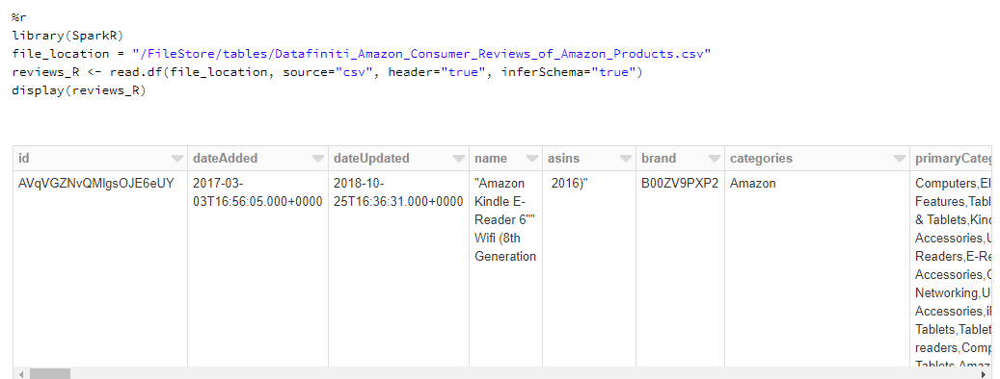 %r
library(SparkR)
file_location = "/FileStore/tables/Datafiniti_Amazon_Consumer_Reviews_of_Amazon_Products.csv"
reviews_R <- read.df(file_location, source="csv", header="true", inferSchema="true")
display(reviews_R)
id dateAdded dateUpdated name asins brand categories primaryCateg
AVqVGZNvQMlgsOJE6eUY 2017-03- 2018-10- "Amazon 2016)" B00ZV9PXP2 Amazon Computers,El
03T16:56:05.000+0000 25T16:36:31.000+0000 Kindle E- Features,Tabl
Reader 6"" & Tablets,Kind
Wifi (8th Accessories,U
Generation Readers,E-Re
Accessories,C
Networking,U
Accessories,iF
Tablets,Tablet
readers,Comp
Tablets,Amaz